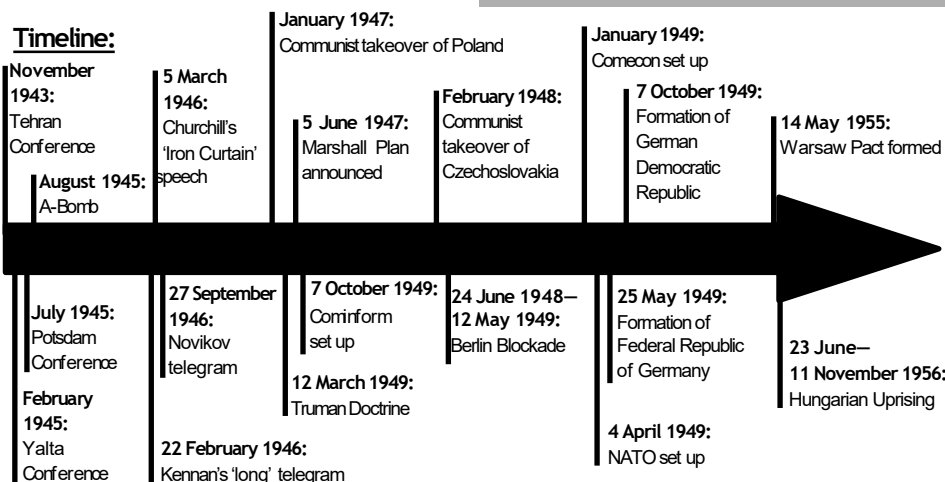 Timeline:
November
1943:
Tehran
Conference
August 1945:
A-Bomb
5 March
1946:
Churchill’s
‘Iron Curtain’
speech
January 1947:
Communist takeover of Poland
5 June 1947:
Marshall Plan
announced
February 1948:
Communist
takeover of
Czechoslovakia
January 1949:
Comecon set up
7 October 1949:
Formation of
German
Democratic
Republic
14 May 1955:
Warsaw Pact formed
July 1945:
Potsdam
Conference
February
1945:
Yalta
Conference
27 September
1946:
Novikov
telegram
22 February 1946:
Kennan’s ‘long’ telegram
7 October 1949:
Cominform
set up
12 March 1949:
Truman Doctrine
24 June 1948—
12 May 1949:
Berlin Blockade
25 May 1949:
Formation of
Federal Republic
of Germany
4 April 1949:
NATO set up
23 June—
11 November 1956:
Hungarian Uprising